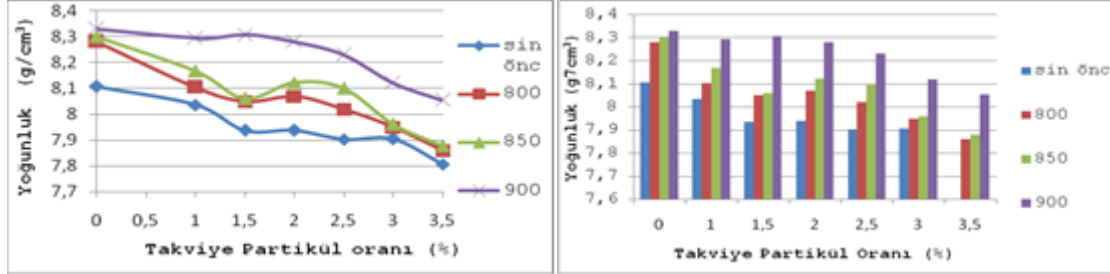 Yoğunluk (g/cm³)
8,4
8,3
8,2
8,1
8
7,9
7,8
7,7
0 0,5 1 1,5 2 2,5 3 3,5
Takviye Partikül oranı (%)
sin
önc
800
850
900
Yoğunluk (g7cm³)
8,4
8,3
8,2
8,1
8
7,9
7,8
7,7
7,6
0 1 1,5 2 2,5 3 3,5
Takviye Partikül Oranı (%)
sin önc
800
850
900